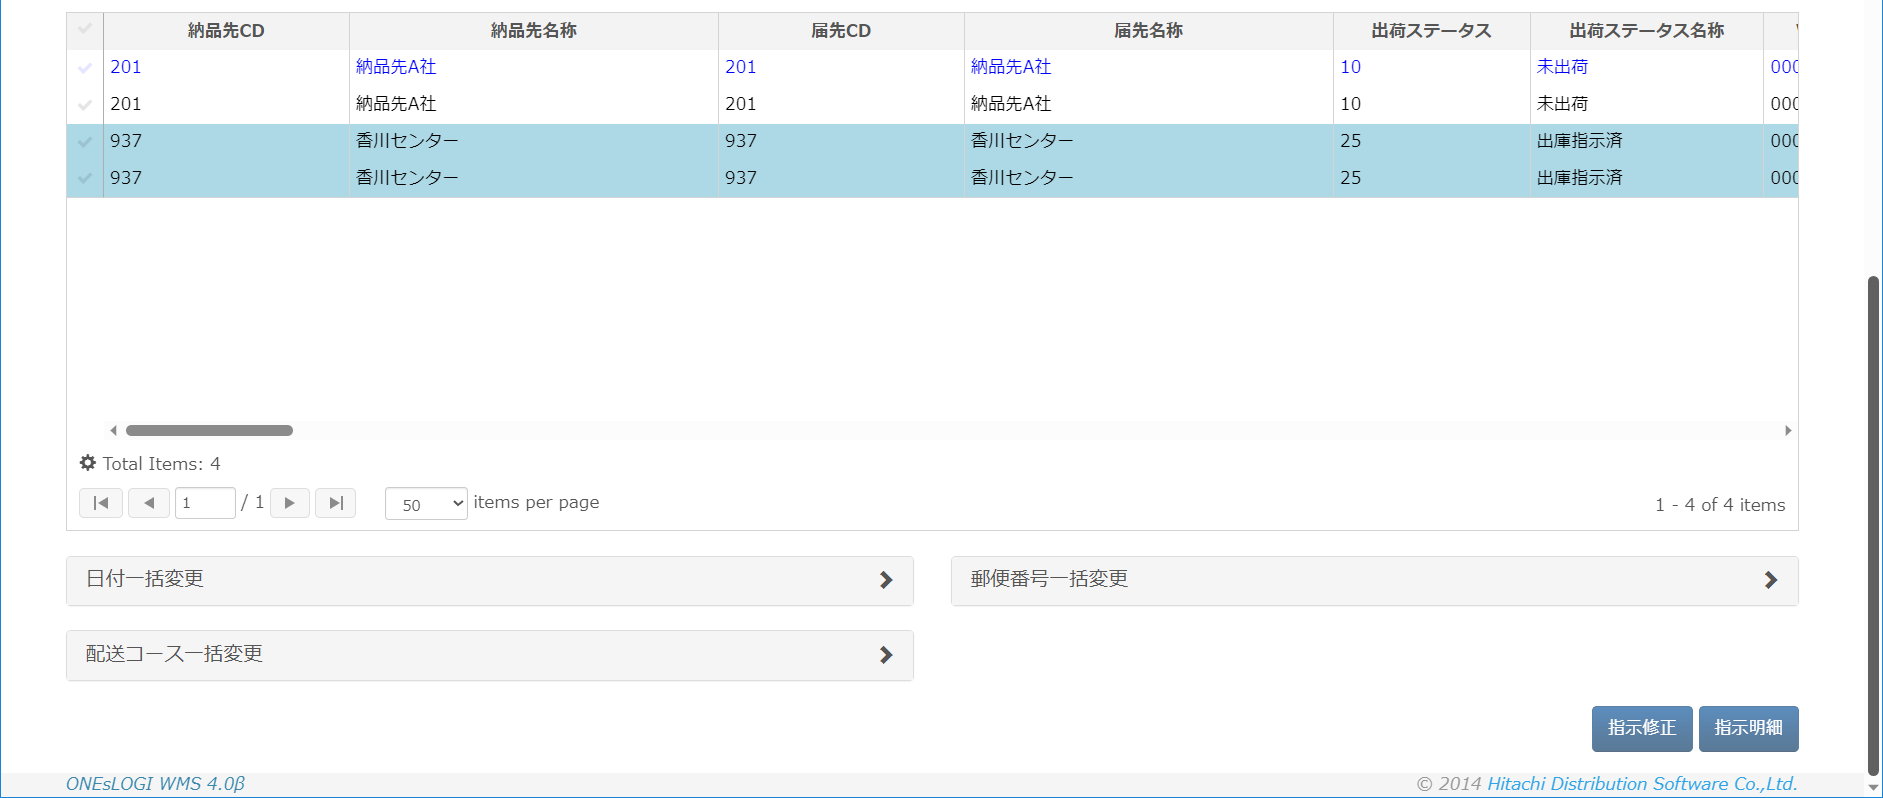 納品先CD 納品先名称 届先CD 届先名称 出荷ステータス 出荷ステータス名称
201 納品先A社 201 納品先A社 10 未出荷 000
201 納品先A社 201 納品先A社 10 未出荷 000
937 香川センター 937 香川センター 25 出庫指示済 000
937 香川センター 937 香川センター 25 出庫指示済 000
Total Items: 4
1 / 1 50 items per page 1 - 4 of 4 items
日付一括変更 郵便番号一括変更
配送コース一括変更
指示修正 指示明細
ONEsLOGI WMS 4.0β © 2014 Hitachi Distribution Software Co.,Ltd.